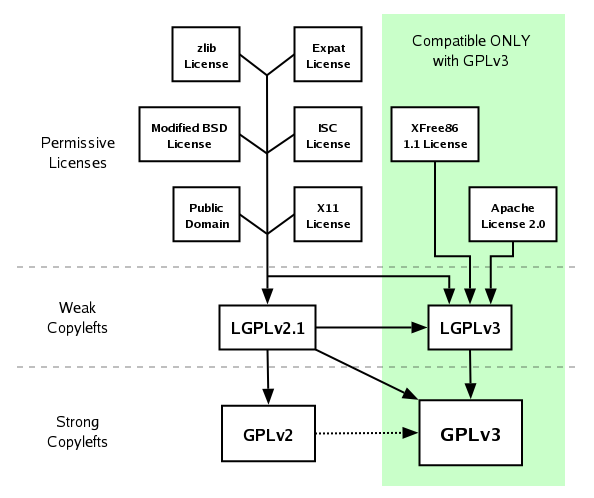 zlib
License
Expat
License
Compatible ONLY
with GPLv3
Permissive
Licenses
Modified BSD
License
ISC
License
XFree86
1.1 License
Public
Domain
X11
License
Apache
License 2.0
Weak
Copylefts
LGPLv2.1
LGPLv3
Strong
Copylefts
GPLv2
GPLv3